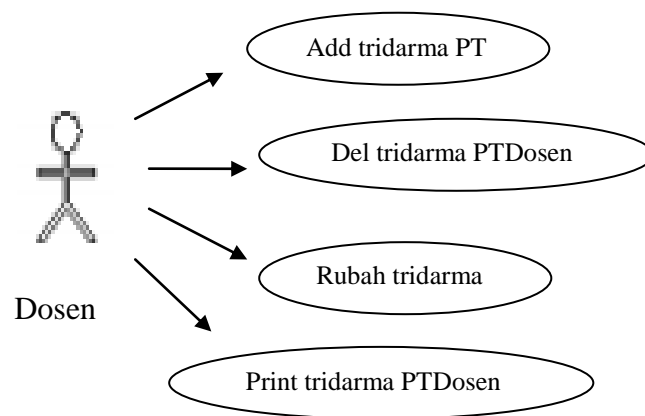 Add tridarma PT
Del tridarma PTDosen
Rubah tridarma
Dosen
Print tridarma PTDosen